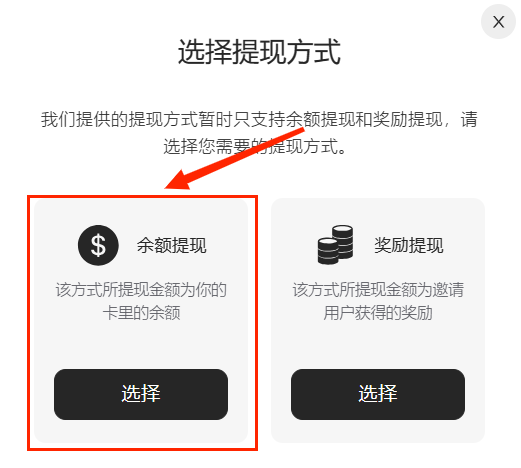 X
选择提现方式
我们提供的提现方式暂时只支持余额提现和奖励提现，请
选择您需要的提现方式。
$ 余额提现
该方式所提现金额为你的
卡里的余额
选择
奖励提现
该方式所提现金额为邀请
用户获得的奖励
选择